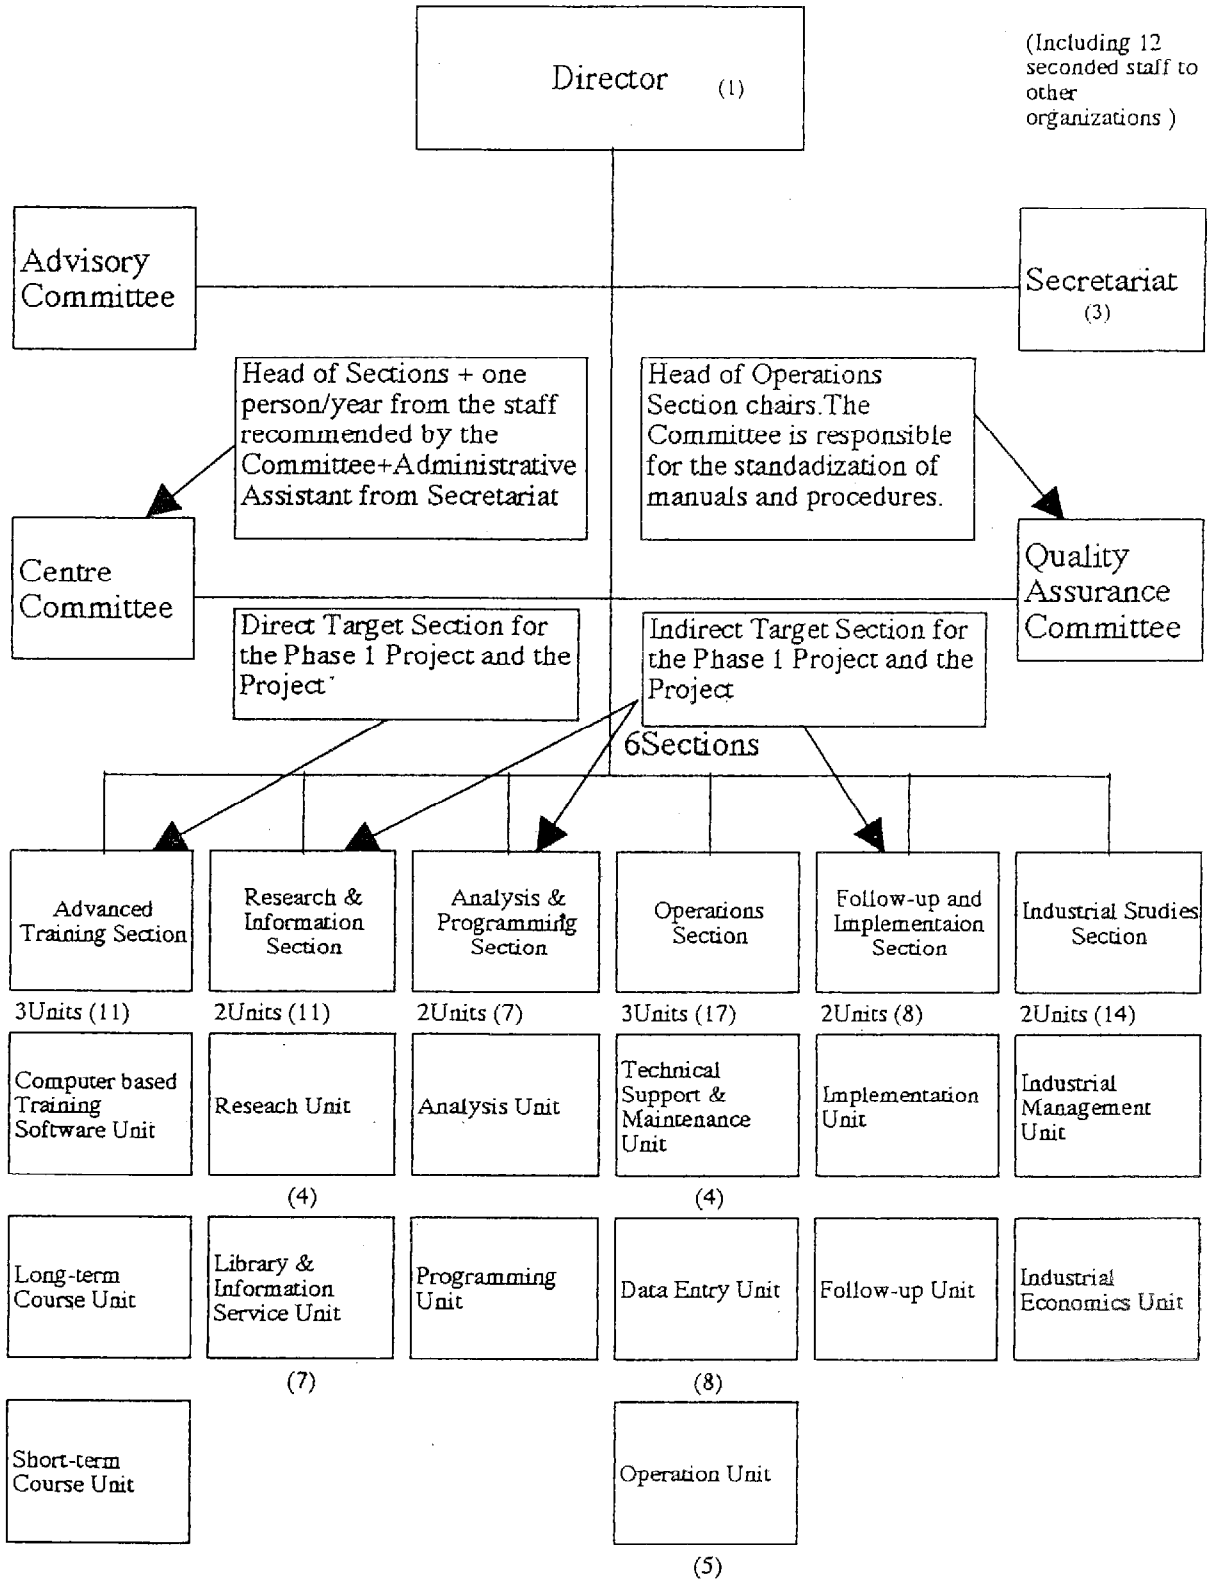 Director (1)
(Including 12
seconded staff to
other
organizations )
Advisory
Committee
Secretariat
(3)
Head of Sections + one
person/year from the staff
recommended by the
Committee+Administrative
Assistant from Secretariat
Head of Operations
Section chairs.The
Committee is responsible
for the standadization of
manuals and procedures.
Centre
Committee
Quality
Assurance
Committee
Direct Target Section for
the Phase 1 Project and the
Project
Indirect Target Section for
the Phase 1 Project and the
Project
6Sections
Advanced
Training Section
Research &
Information
Section
Analysis &
Programming
Section
Operations
Section
Follow-up and
Implementaion
Section
Industrial Studies
Section
3Units (11)
2Units (11)
2Units (7)
3Units (17)
2Units (8)
2Units (14)
Computer based
Training
Software Unit
Reseach Unit
Analysis Unit
Technical
Support &
Maintenance
Unit
Implementation
Unit
Industrial
Management
Unit
(4)
(4)
Long-term
Course Unit
Library &
Information
Service Unit
Programming
Unit
Data Entry Unit
Follow-up Unit
Industrial
Economics Unit
(7)
(8)
Short-term
Course Unit
Operation Unit
(5)